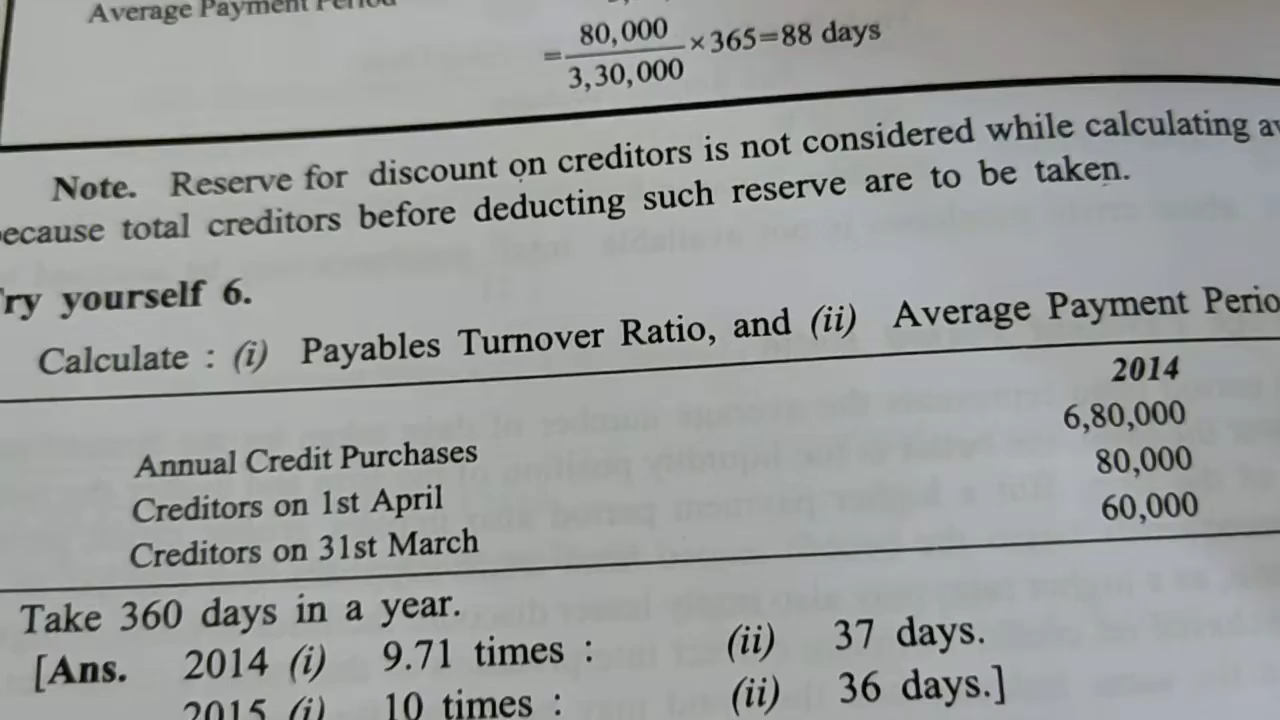 Average Payment Period
= 80,000 / 3,30,000 ×365=88 days
Note. Reserve for discount on creditors is not considered while calculating
because total creditors before deducting such reserve are to be taken.
Try yourself 6.
Calculate : (i) Payables Turnover Ratio, and (ii) Average Payment Perio
2014
Annual Credit Purchases 6,80,000
Creditors on 1st April 80,000
Creditors on 31st March 60,000
Take 360 days in a year.
[Ans. 2014 (i) 9.71 times : (ii) 37 days.
2015 (i) 10 times : (ii) 36 days.]